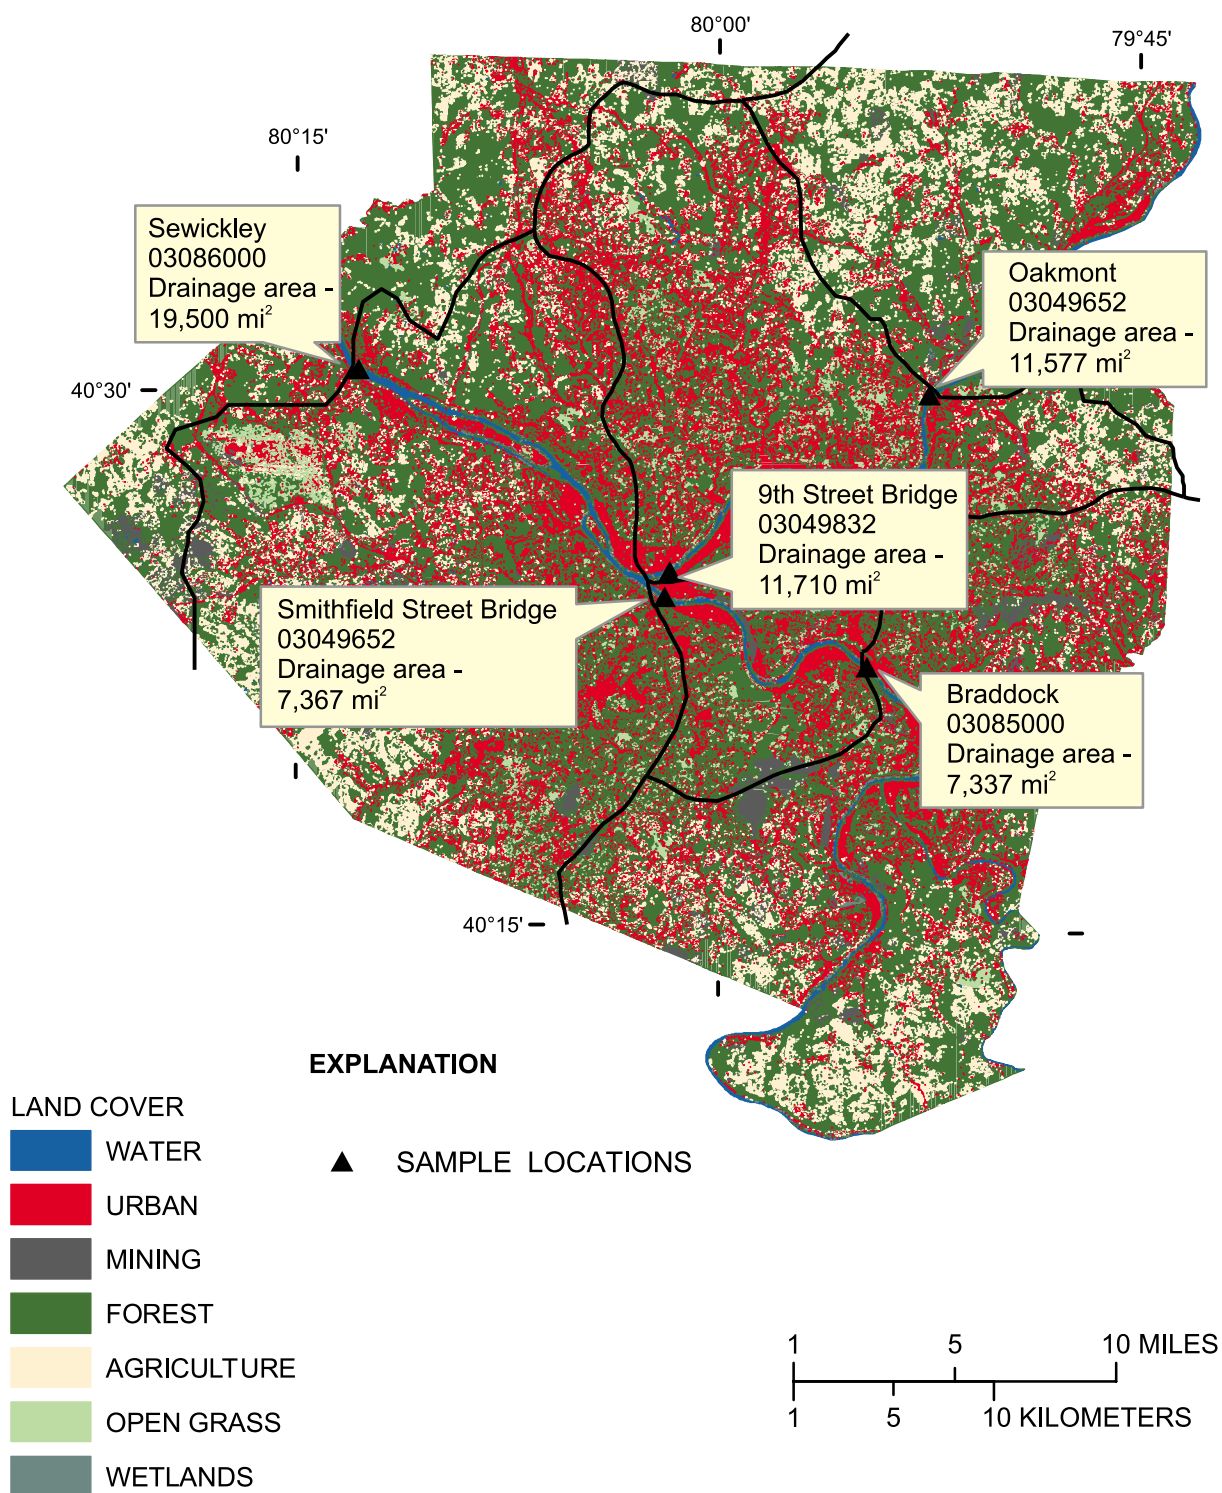 80°00'
79°45'
80°15'
Sewickley
03086000
Drainage area -
19,500 mi²
Oakmont
03049652
Drainage area -
11,577 mi²
40°30'
9th Street Bridge
03049832
Drainage area -
11,710 mi²
Smithfield Street Bridge
03049652
Drainage area -
7,367 mi²
Braddock
03085000
Drainage area -
7,337 mi²
40°15'
EXPLANATION
LAND COVER
WATER
URBAN
MINING
FOREST
AGRICULTURE
OPEN GRASS
WETLANDS
SAMPLE LOCATIONS
1 5 10 MILES
1 5 10 KILOMETERS